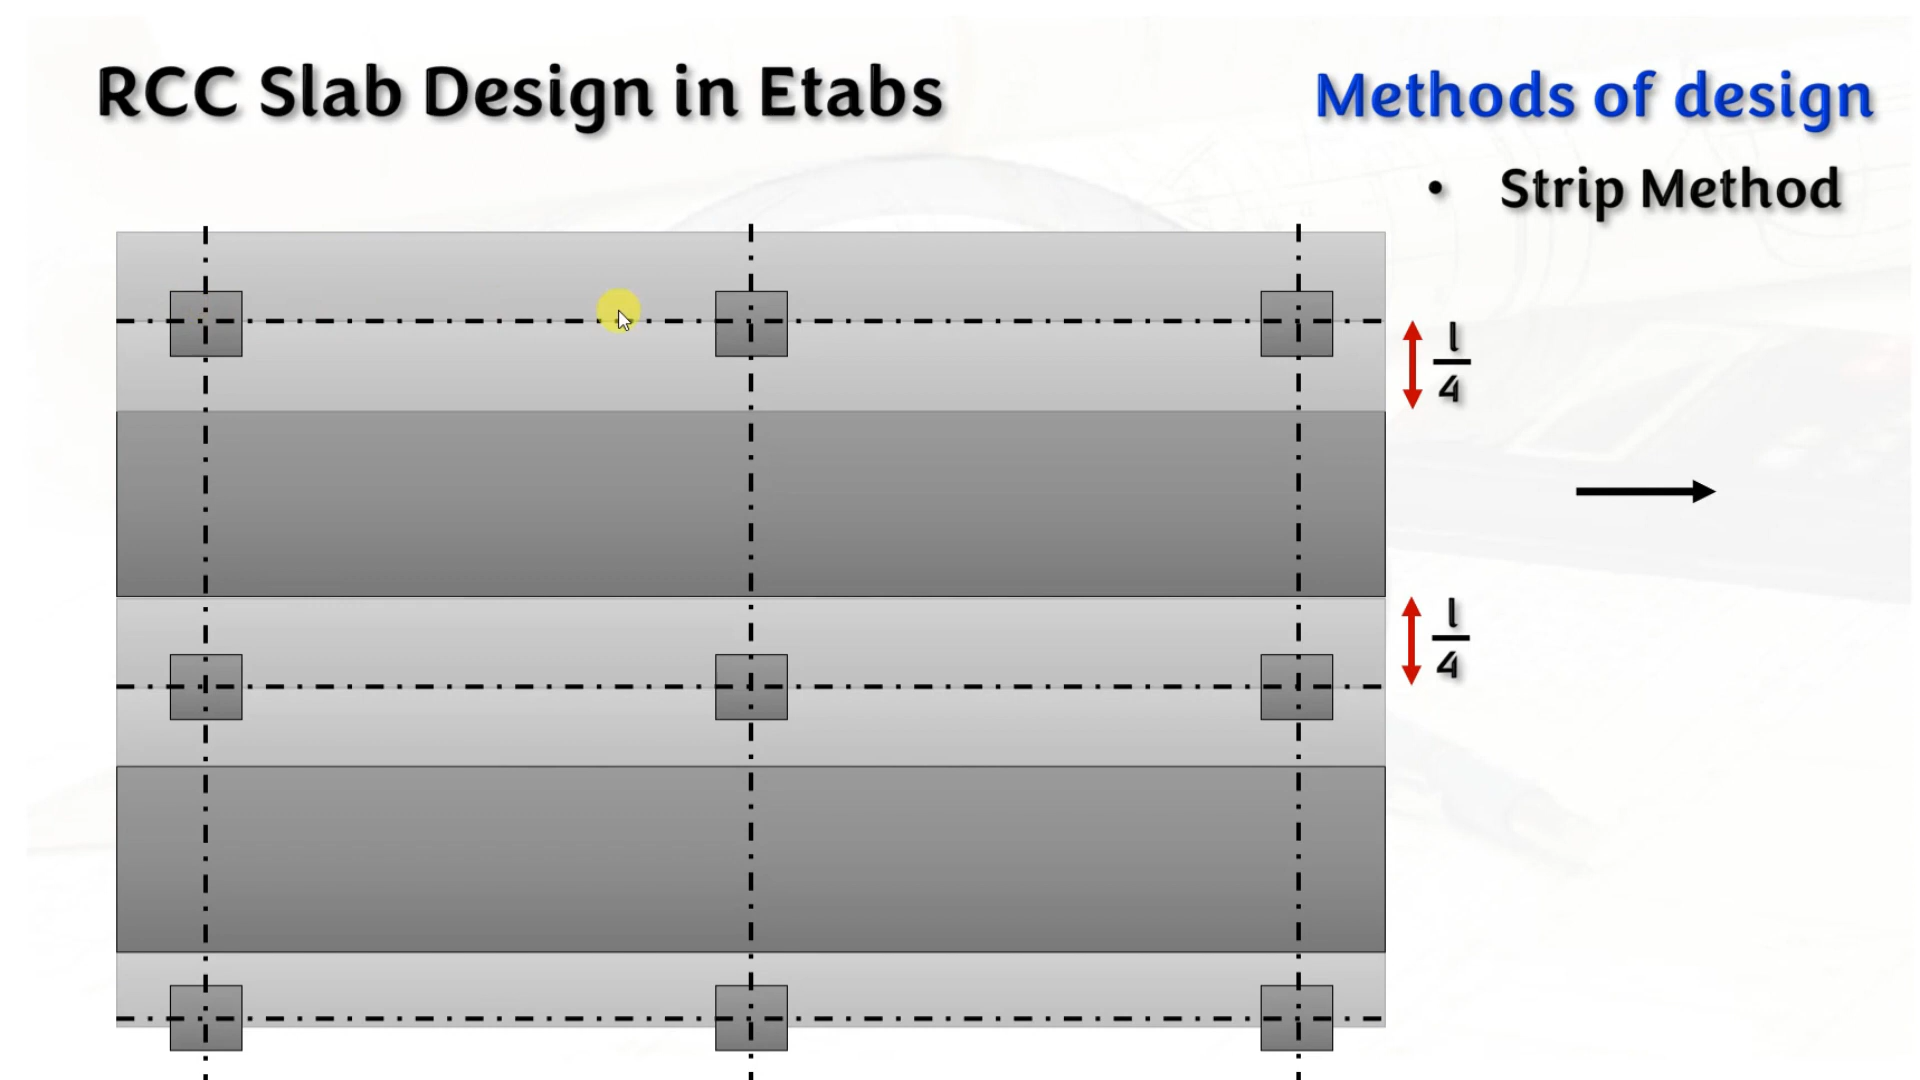 RCC Slab Design in Etabs
Methods of design
• Strip Method
l
4
l
4